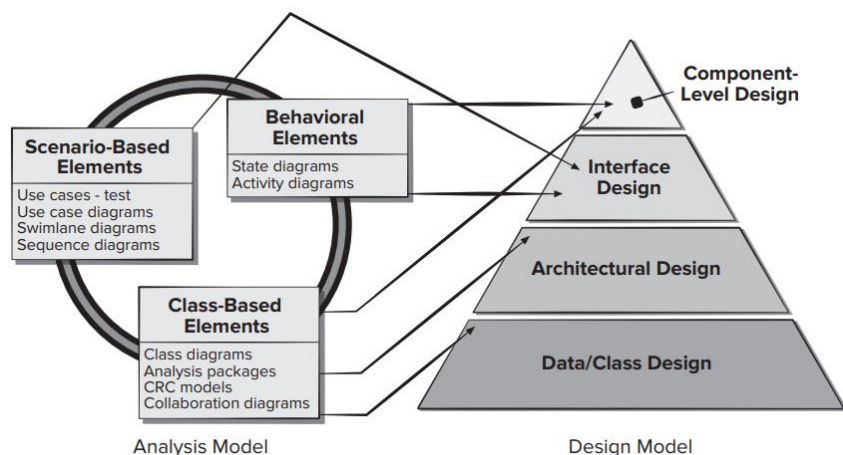 Scenario-Based
Elements
Use cases - test
Use case diagrams
Swimlane diagrams
Sequence diagrams
Behavioral
Elements
State diagrams
Activity diagrams
Class-Based
Elements
Class diagrams
Analysis packages
CRC models
Collaboration diagrams
Analysis Model
Component-
Level Design
Interface
Design
Architectural Design
Data/Class Design
Design Model